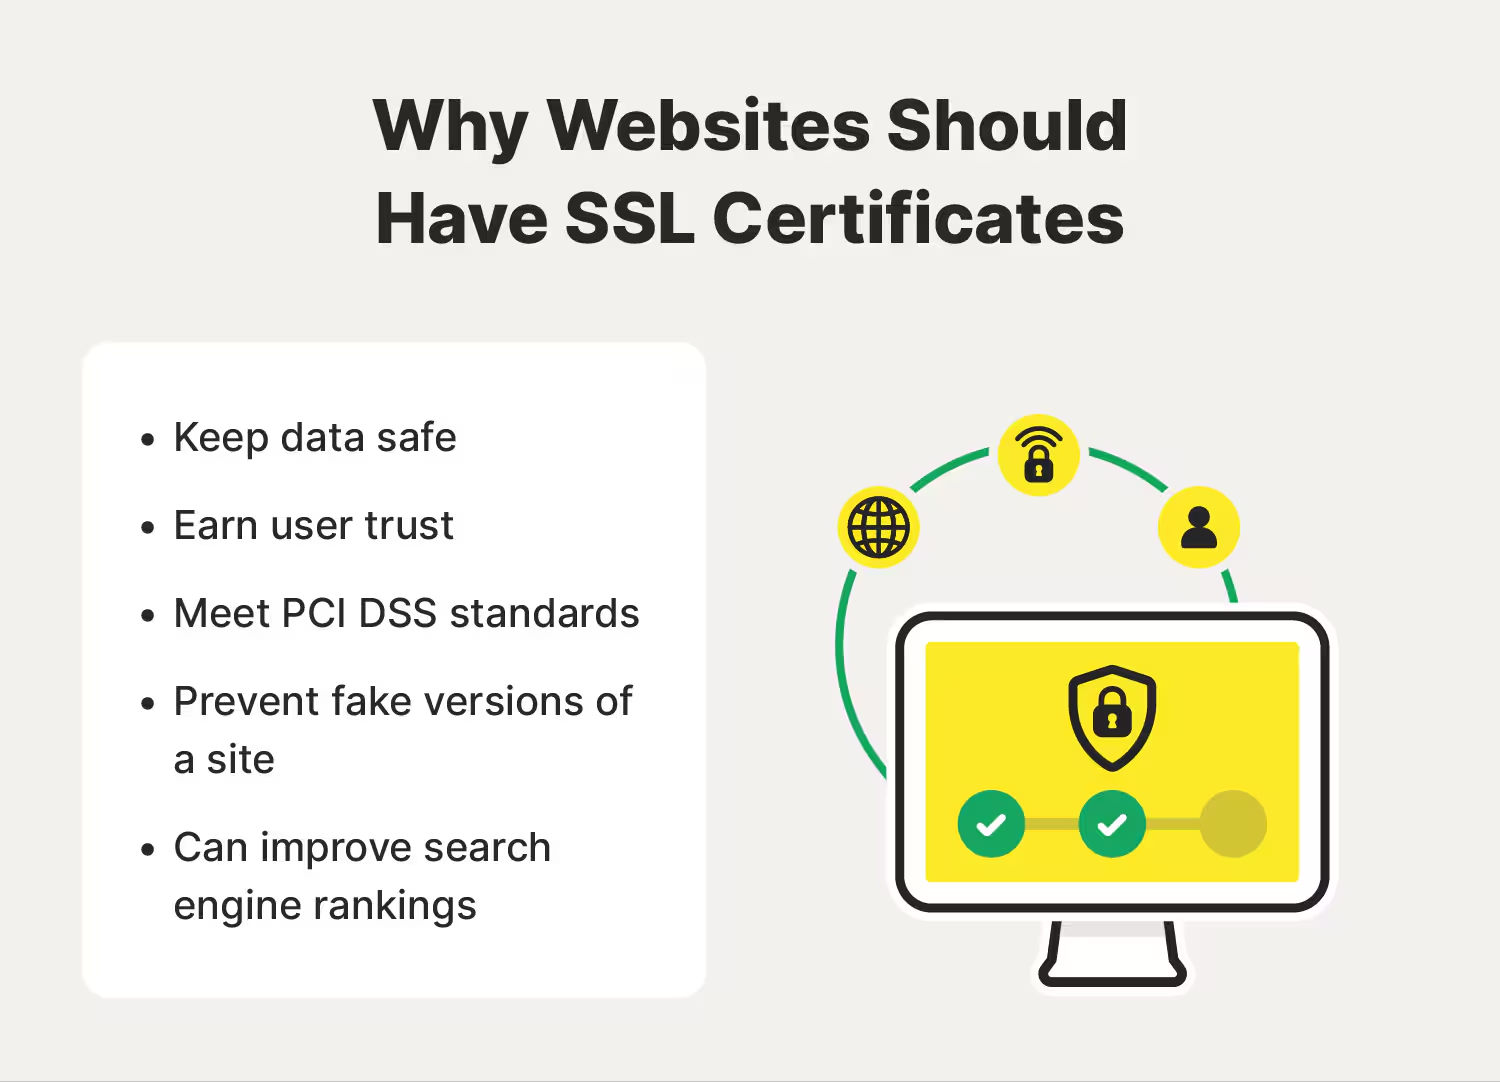 Why Websites Should
Have SSL Certificates
• Keep data safe
• Earn user trust
• Meet PCI DSS standards
• Prevent fake versions of
a site
• Can improve search
engine rankings